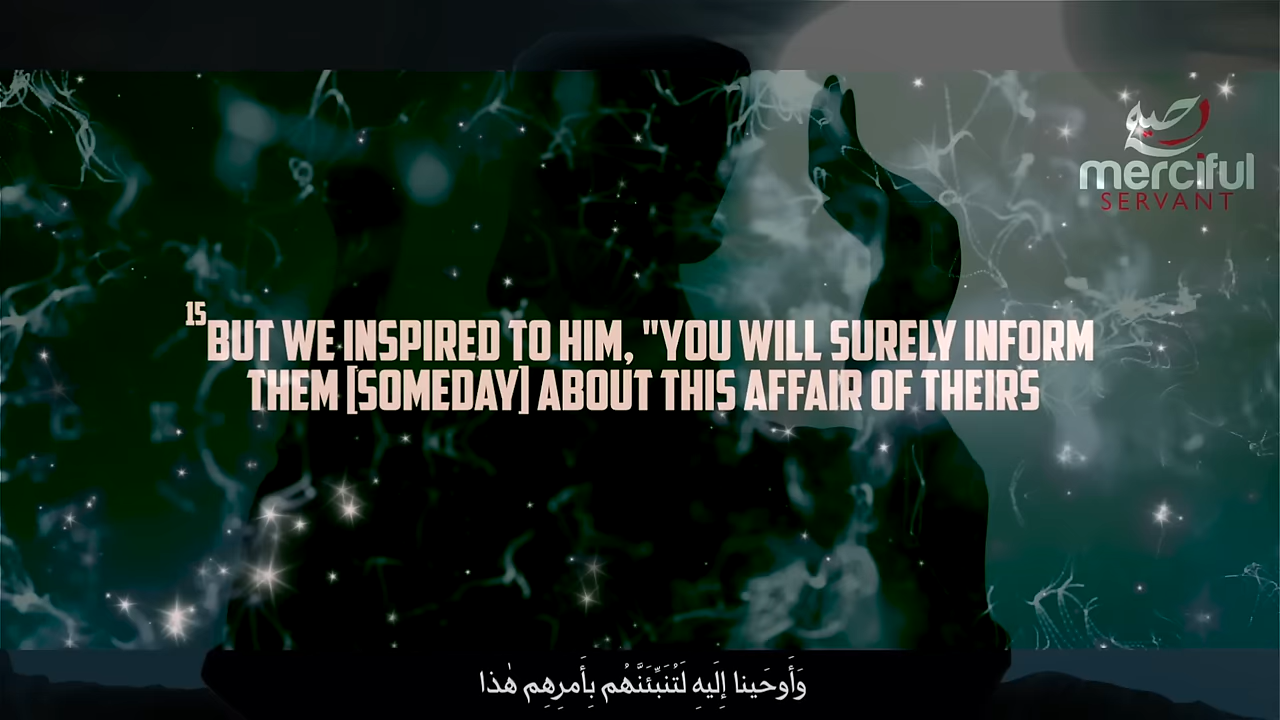 merciful
SERVANT
15
BUT WE INSPIRED TO HIM, "YOU WILL SURELY INFORM
THEM [SOMEDAY] ABOUT THIS AFFAIR OF THEIRS
وَأَوحَينا إِلَيهِ لَتُنَبِّئَنَّهُم بِأَمرِهِم هٰذا